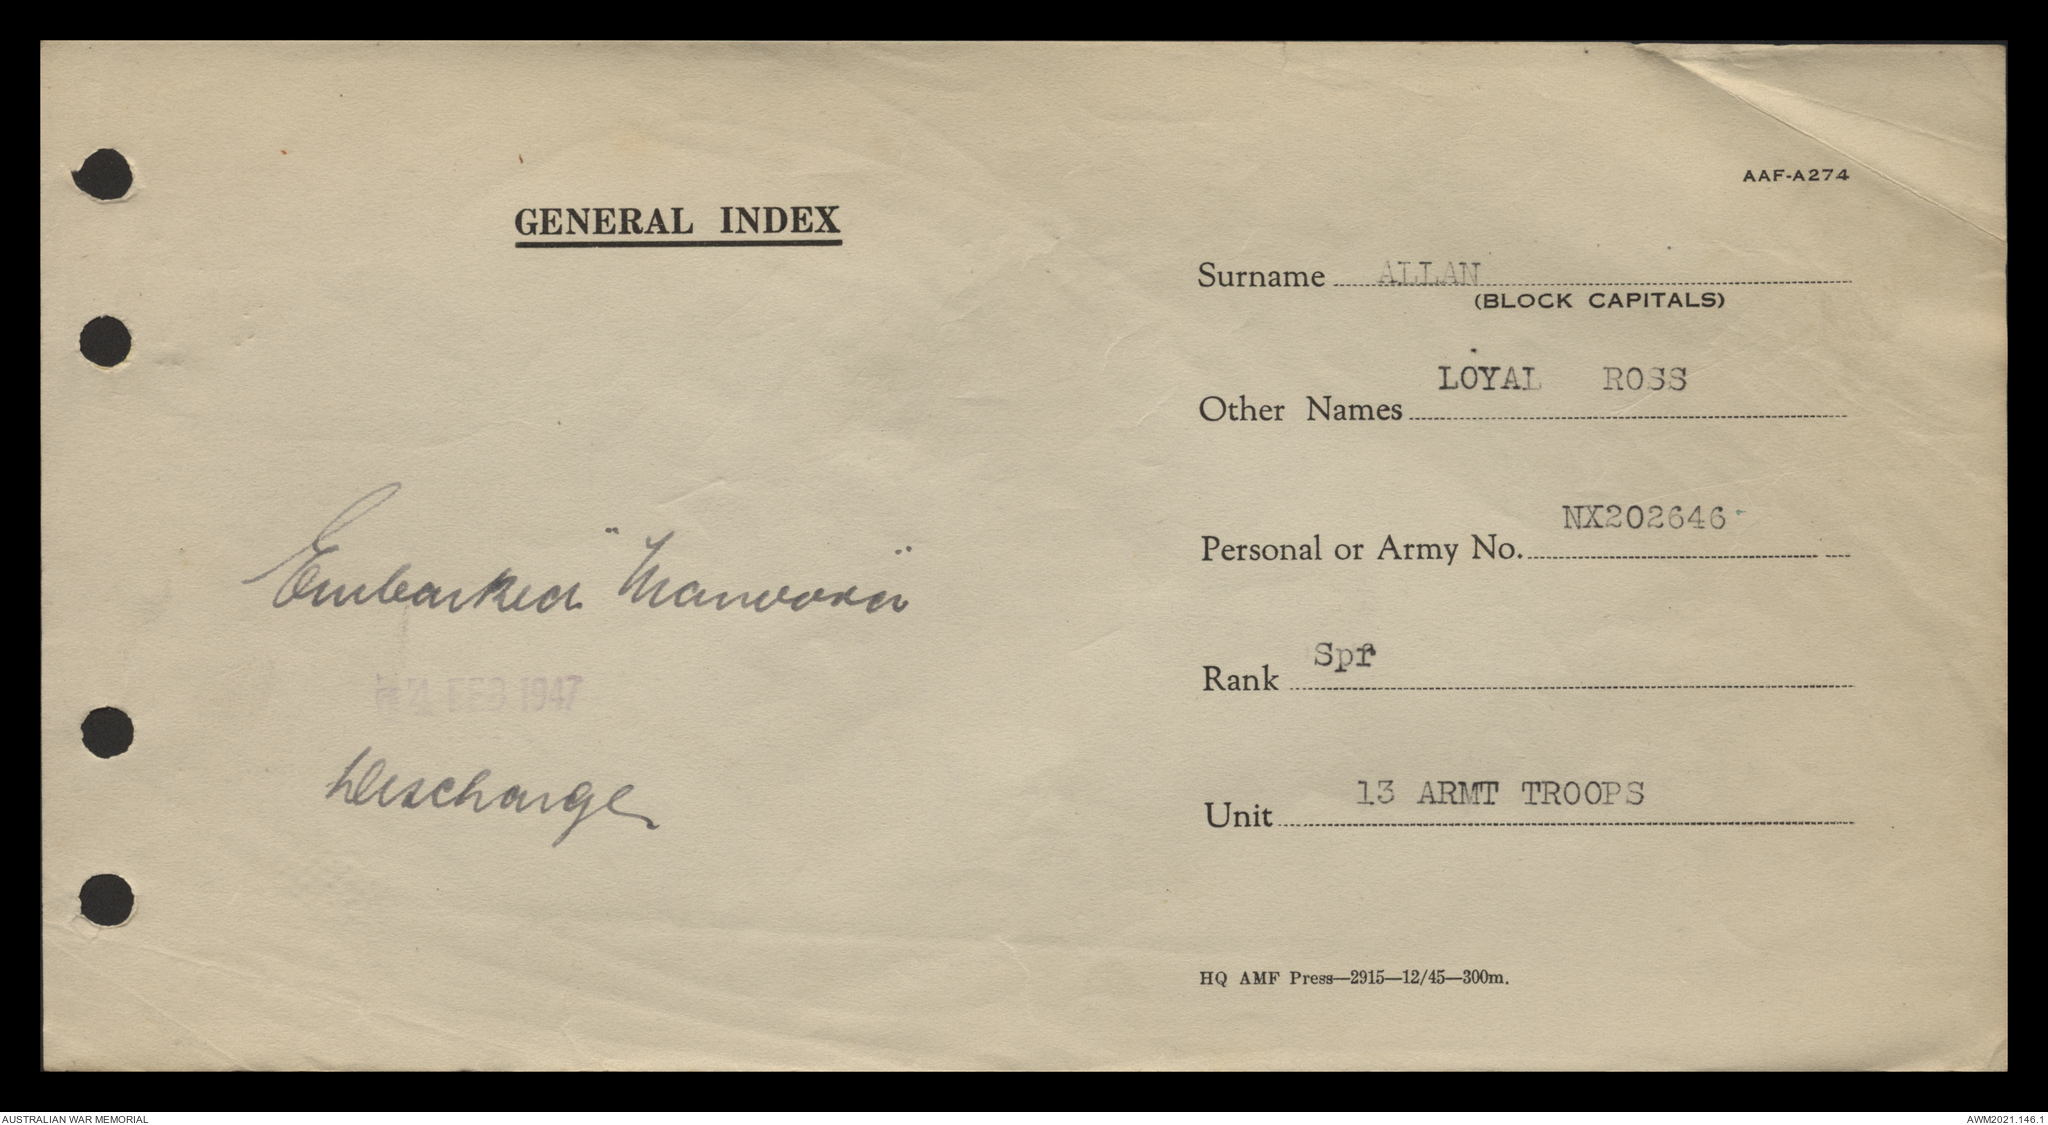 AAF-A274
GENERAL INDEX
Surname ALLAN
(BLOCK CAPITALS)
Other Names LOYAL ROSS
Personal or Army No. NX202646
Rank Spr
Unit 13 ARMT TROOPS
Embarked "Manoora"
FEB 1947
Discharge
HQ AMF Press—2915—12/45—300m.
AUSTRALIAN WAR MEMORIAL
AWM2021.146.1